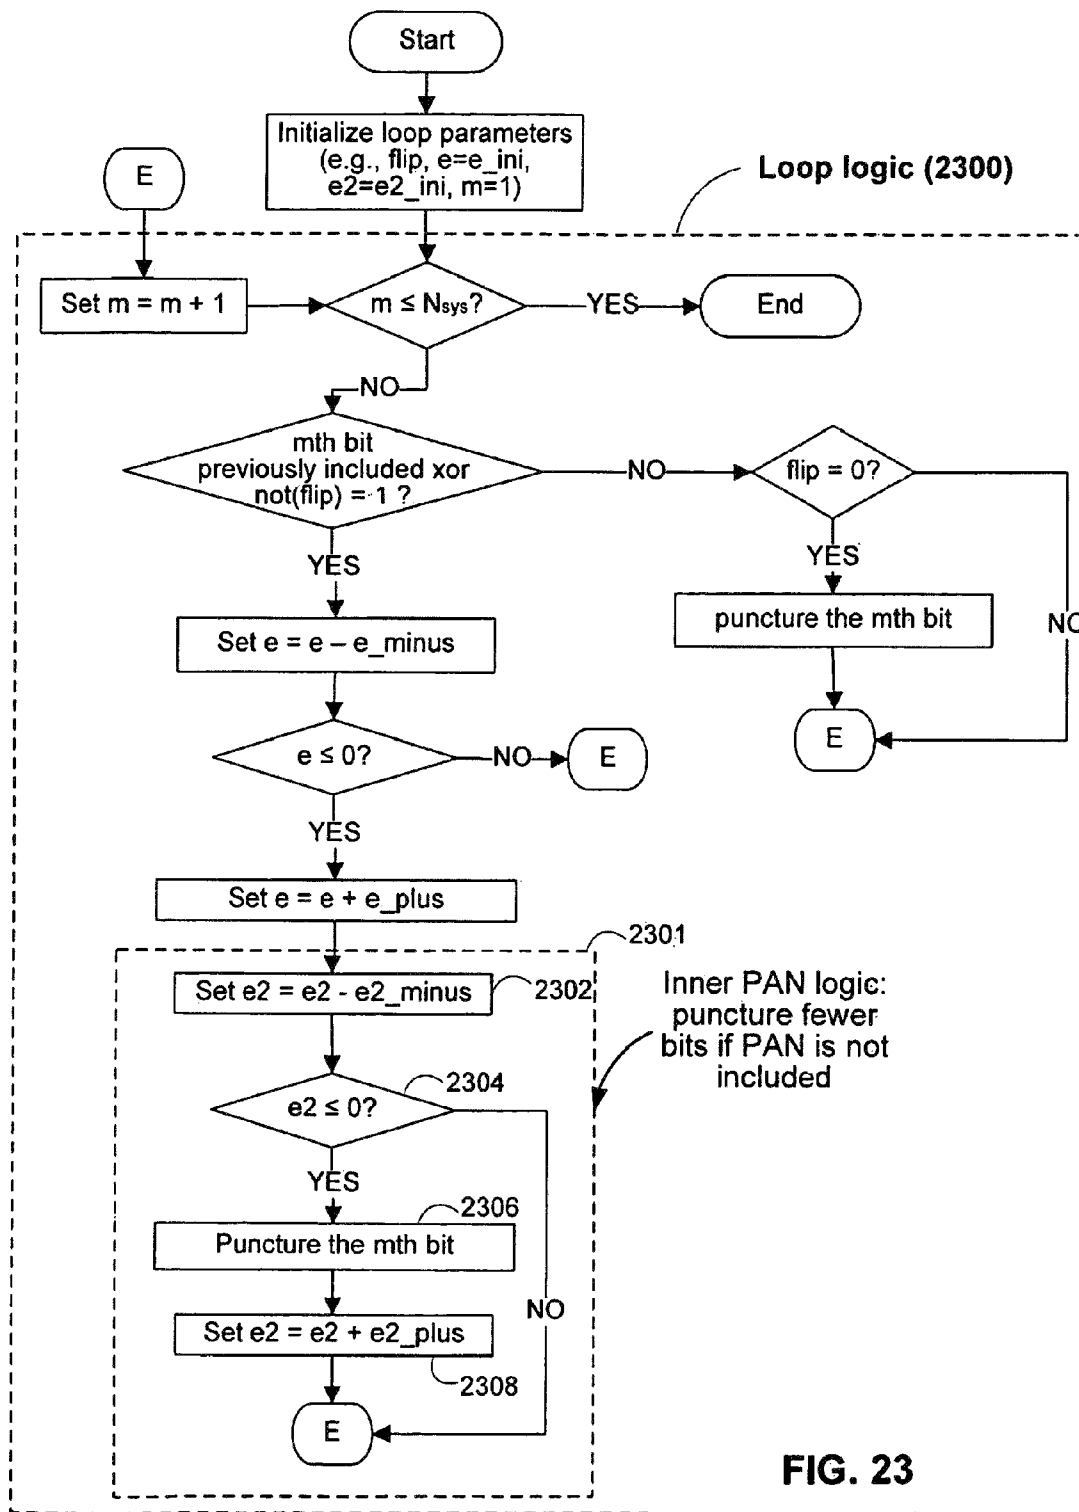 Start
Initialize loop parameters
(e.g., flip, e=e_ini,
e2=e2_ini, m=1)
E
Loop logic (2300)
Set m = m + 1
m ≤ Nsys?
YES
End
NO
mth bit
previously included xor
not(flip) = 1 ?
NO
flip = 0?
YES
YES
Set e = e – e_minus
puncture the mth bit
NO
E
e ≤ 0?
NO
E
YES
Set e = e + e_plus
2301
Set e2 = e2 - e2_minus
2302
Inner PAN logic:
puncture fewer
bits if PAN is not
included
2304
e2 ≤ 0?
YES
2306
Puncture the mth bit
NO
Set e2 = e2 + e2_plus
2308
E
FIG. 23